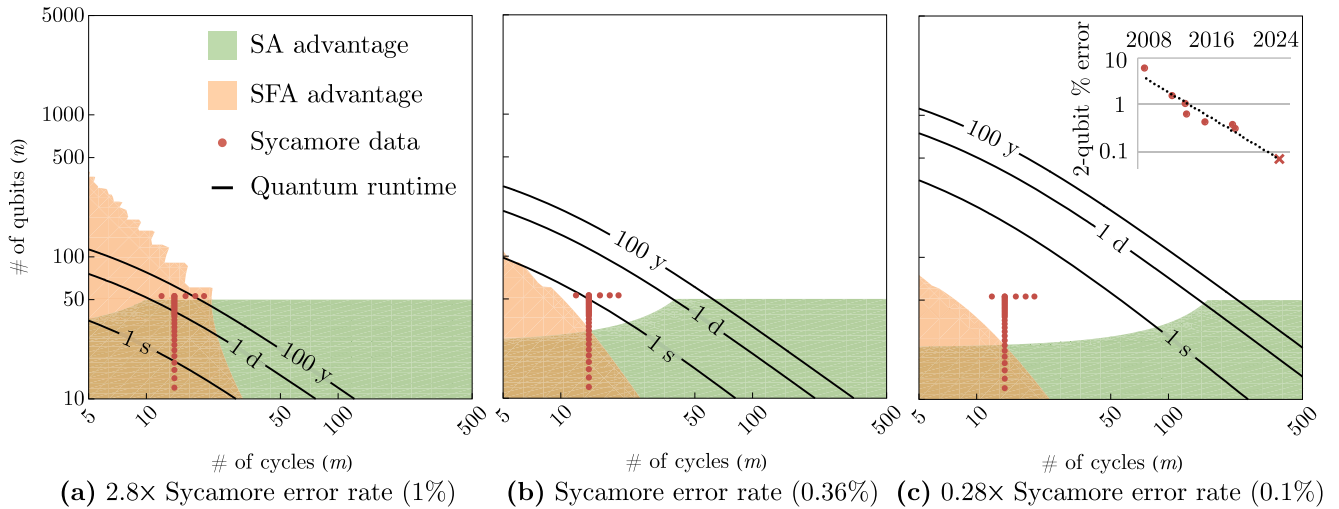 5000
1000
500
100
50
10
# of qubits (n)
SA advantage
SFA advantage
Sycamore data
Quantum runtime
1 s
1 d
100 y
5
10
50
100
500
# of cycles (m)
(a) 2.8× Sycamore error rate (1%)
100 y
1 d
1 s
5
10
50
100
500
# of cycles (m)
(b) Sycamore error rate (0.36%)
2008 2016 2024
10
1
0.1
2-qubit % error
100 y
1 d
1 s
5
10
50
100
500
# of cycles (m)
(c) 0.28× Sycamore error rate (0.1%)